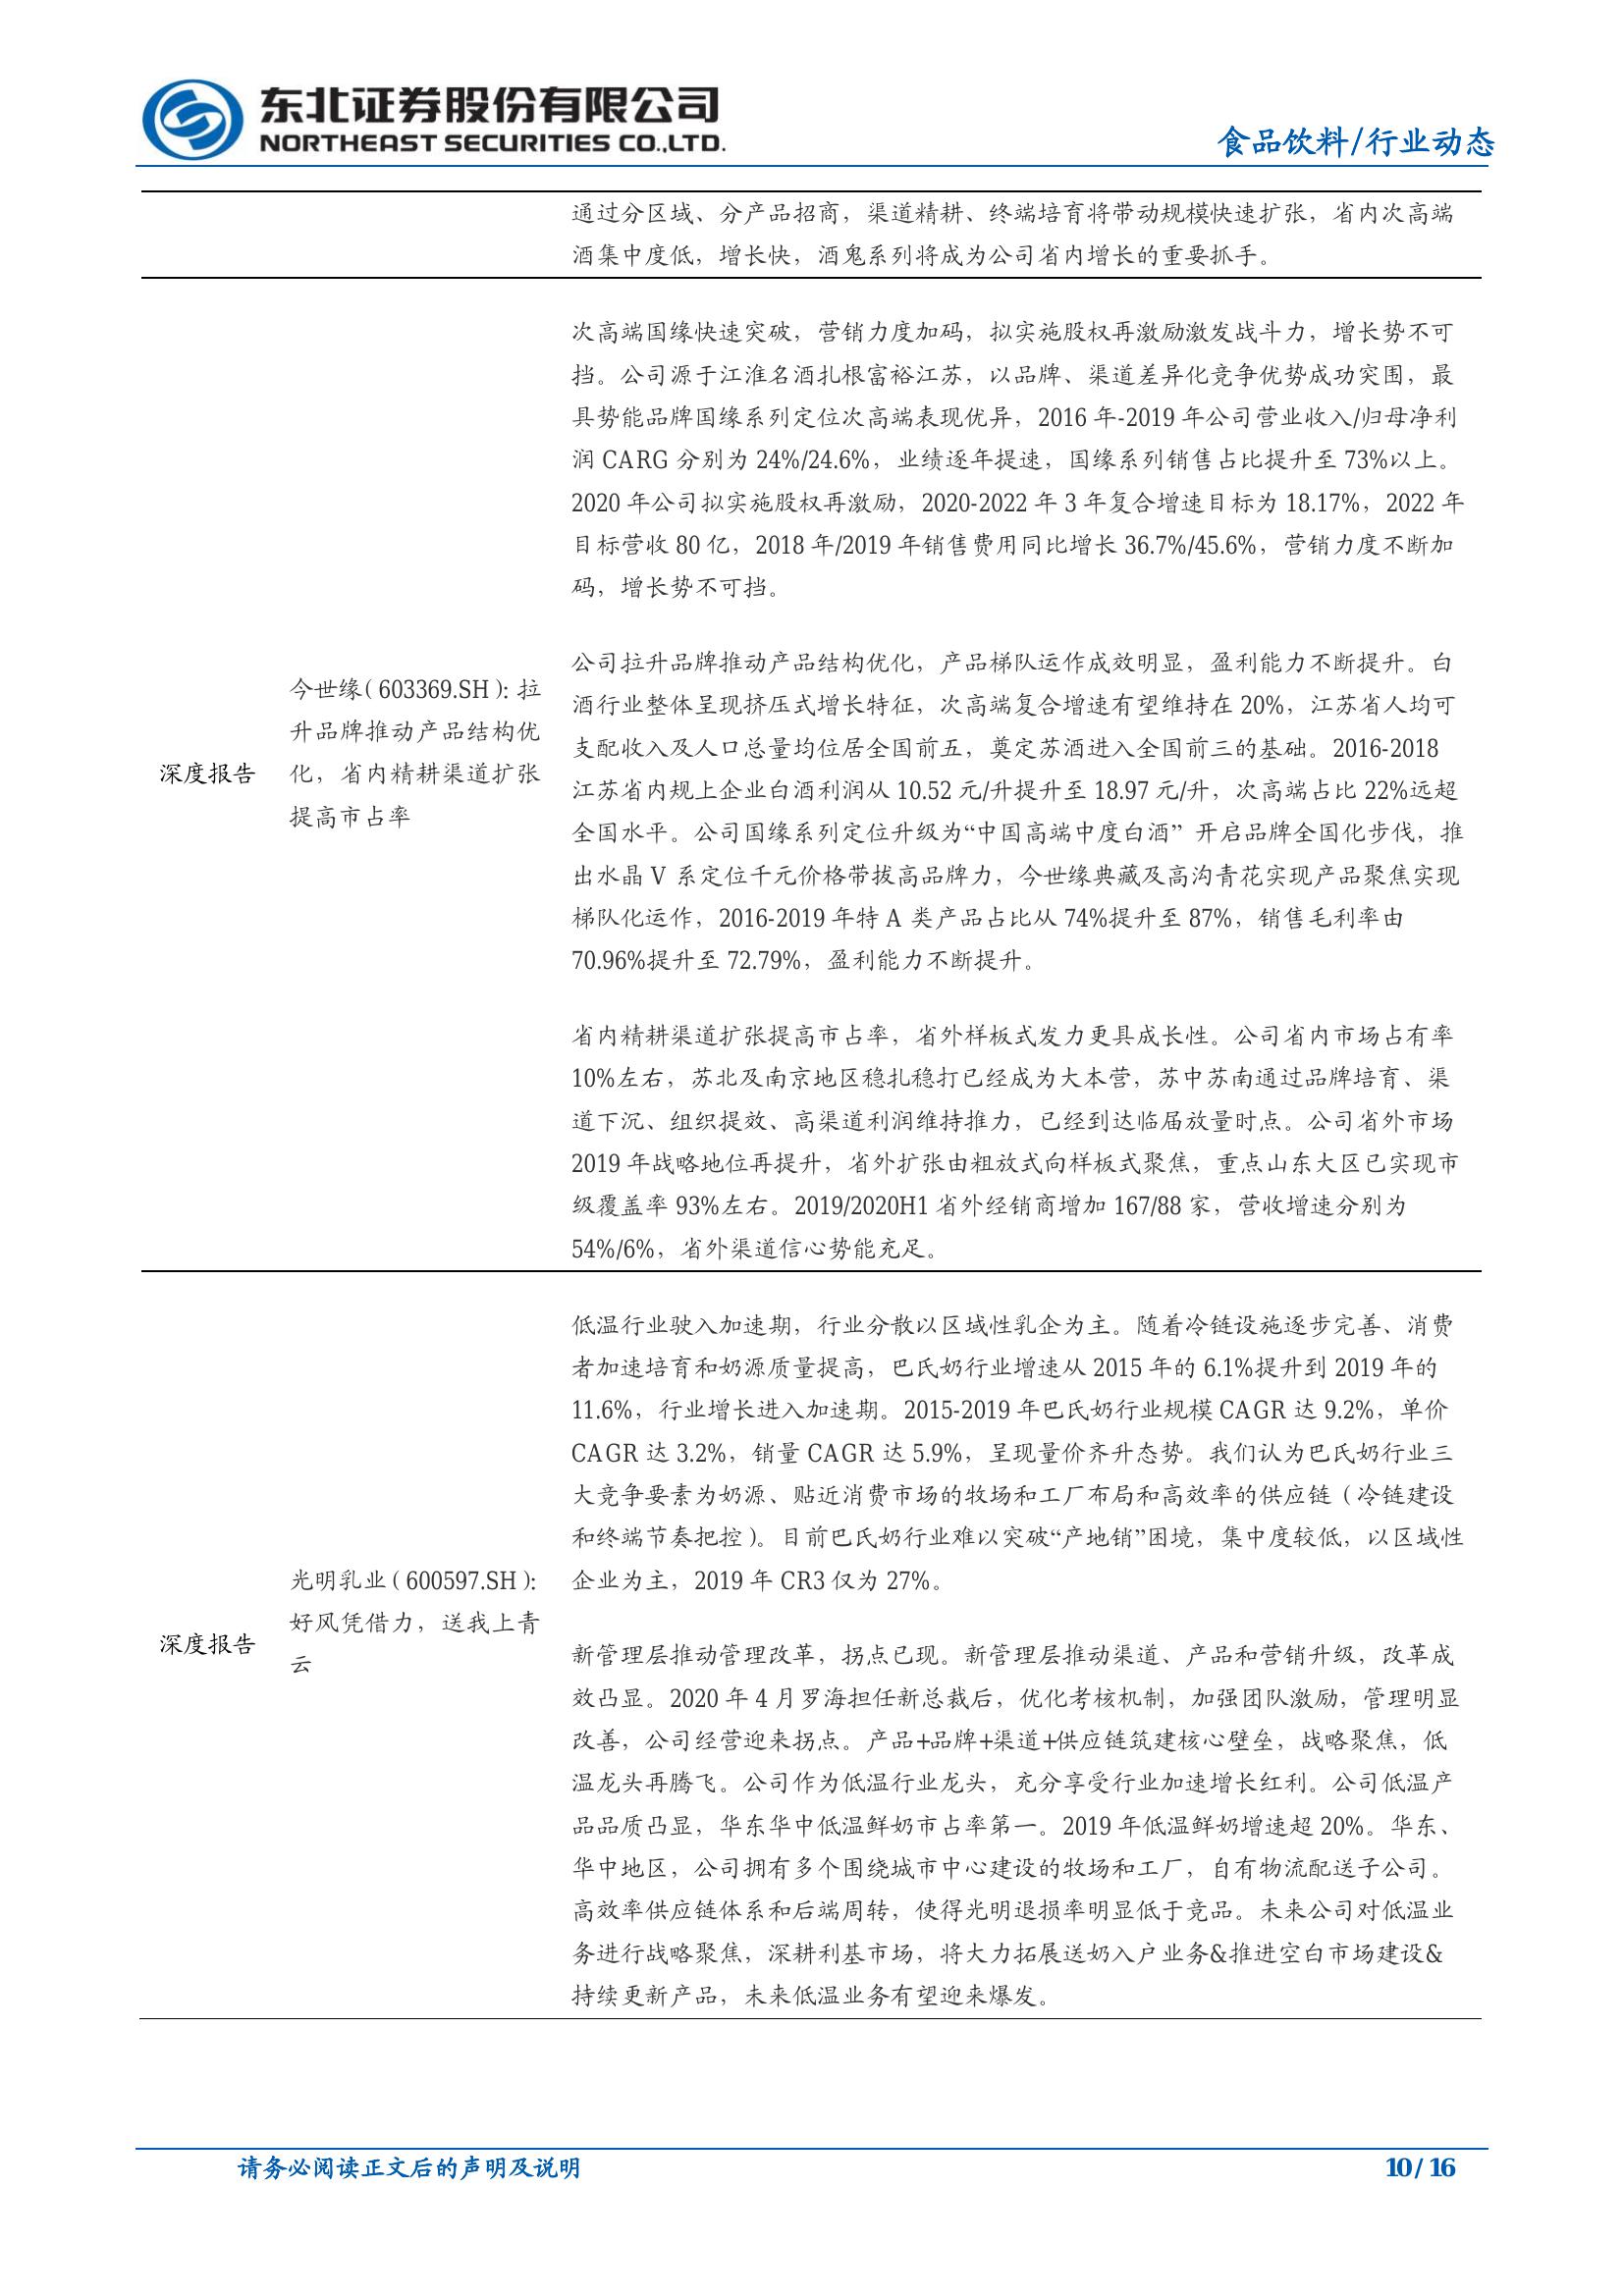 东北证券股份有限公司
NORTHEAST SECURITIES CO.,LTD.
食品饮料/行业动态
通过分区域、分产品招商，渠道精耕、终端培育将带动规模快速扩张，省内次高端
酒集中度低，增长快，酒鬼系列将成为公司省内增长的重要抓手。
深度报告
今世缘（603369.SH）：拉
升品牌推动产品结构优
化，省内精耕渠道扩张
提高市占率
次高端国缘快速突破，营销力度加码，拟实施股权再激励激发战斗力，增长势不可
挡。公司源于江淮名酒扎根富裕江苏，以品牌、渠道差异化竞争优势成功突围，最
具势能品牌国缘系列定位次高端表现优异，2016 年-2019 年公司营业收入/归母净利
润 CARG 分别为 24%/24.6%，业绩逐年提速，国缘系列销售占比提升至 73%以上。
2020 年公司拟实施股权再激励，2020-2022 年 3 年复合增速目标为 18.17%，2022 年
目标营收 80 亿，2018 年/2019 年销售费用同比增长 36.7%/45.6%，营销力度不断加
码，增长势不可挡。
公司拉升品牌推动产品结构优化，产品梯队运作成效明显，盈利能力不断提升。白
酒行业整体呈现挤压式增长特征，次高端复合增速有望维持在 20%，江苏省人均可
支配收入及人口总量均位居全国前五，奠定苏酒进入全国前三的基础。2016-2018
江苏省内规上企业白酒利润从 10.52 元/升提升至 18.97 元/升，次高端占比 22%远超
全国水平。公司国缘系列定位升级为“中国高端中度白酒” 开启品牌全国化步伐，推
出水晶 V 系定位千元价格带拔高品牌力，今世缘典藏及高沟青花实现产品聚焦实现
梯队化运作，2016-2019 年特 A 类产品占比从 74%提升至 87%，销售毛利率由
70.96%提升至 72.79%，盈利能力不断提升。
省内精耕渠道扩张提高市占率，省外样板式发力更具成长性。公司省内市场占有率
10%左右，苏北及南京地区稳扎稳打已经成为大本营，苏中苏南通过品牌培育、渠
道下沉、组织提效、高渠道利润维持推力，已经到达临届放量时点。公司省外市场
2019 年战略地位再提升，省外扩张由粗放式向样板式聚焦，重点山东大区已实现市
级覆盖率 93%左右。2019/2020H1 省外经销商增加 167/88 家，营收增速分别为
54%/6%，省外渠道信心势能充足。
深度报告
光明乳业（600597.SH）：
好风凭借力，送我上青
云
低温行业驶入加速期，行业分散以区域性乳企为主。随着冷链设施逐步完善、消费
者加速培育和奶源质量提高，巴氏奶行业增速从 2015 年的 6.1%提升到 2019 年的
11.6%，行业增长进入加速期。2015-2019 年巴氏奶行业规模 CAGR 达 9.2%，单价
CAGR 达 3.2%，销量 CAGR 达 5.9%，呈现量价齐升态势。我们认为巴氏奶行业三
大竞争要素为奶源、贴近消费市场的牧场和工厂布局和高效率的供应链（冷链建设
和终端节奏把控）。目前巴氏奶行业难以突破“产地销”困境，集中度较低，以区域性
企业为主，2019 年 CR3 仅为 27%。
新管理层推动管理改革，拐点已现。新管理层推动渠道、产品和营销升级，改革成
效凸显。2020 年 4 月罗海担任新总裁后，优化考核机制，加强团队激励，管理明显
改善，公司经营迎来拐点。产品+品牌+渠道+供应链筑建核心壁垒，战略聚焦，低
温龙头再腾飞。公司作为低温行业龙头，充分享受行业加速增长红利。公司低温产
品品质凸显，华东华中低温鲜奶市占率第一。2019 年低温鲜奶增速超 20%。华东、
华中地区，公司拥有多个围绕城市中心建设的牧场和工厂，自有物流配送子公司。
高效率供应链体系和后端周转，使得光明退损率明显低于竞品。未来公司对低温业
务进行战略聚焦，深耕利基市场，将大力拓展送奶入户业务&推进空白市场建设&
持续更新产品，未来低温业务有望迎来爆发。
请务必阅读正文后的声明及说明
10 / 16